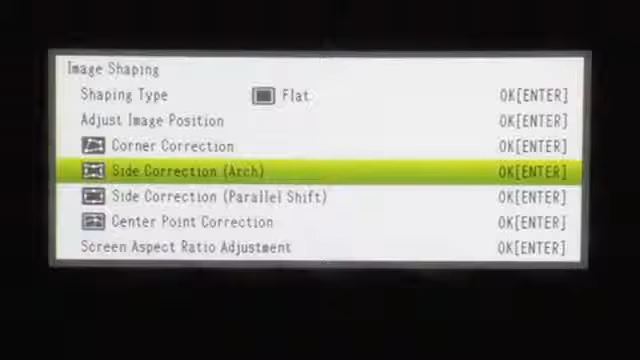 Image Shaping
Shaping Type Flat OK[ENTER]
Adjust Image Position OK[ENTER]
Corner Correction OK[ENTER]
Side Correction (Arch) OK[ENTER]
Side Correction (Parallel Shift) OK[ENTER]
Center Point Correction OK[ENTER]
Screen Aspect Ratio Adjustment OK[ENTER]